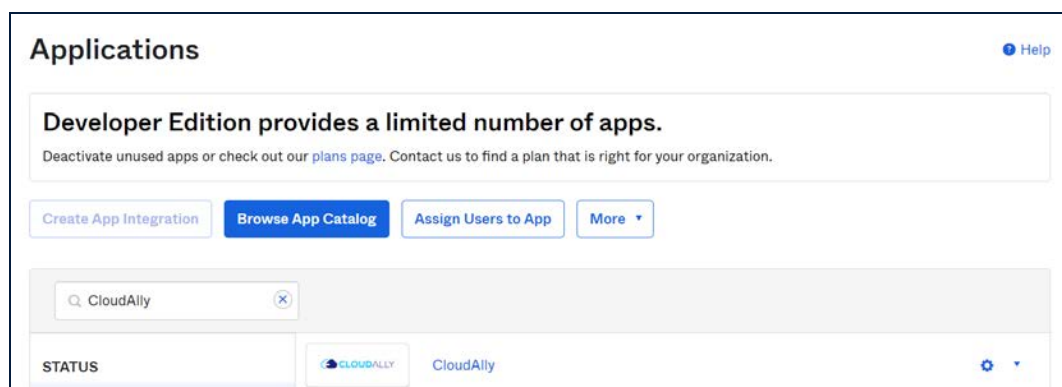 Applications
Help
Developer Edition provides a limited number of apps.
Deactivate unused apps or check out our plans page. Contact us to find a plan that is right for your organization.
Create App Integration
Browse App Catalog
Assign Users to App
More
CloudAlly
STATUS
CLOUDALLY
CloudAlly